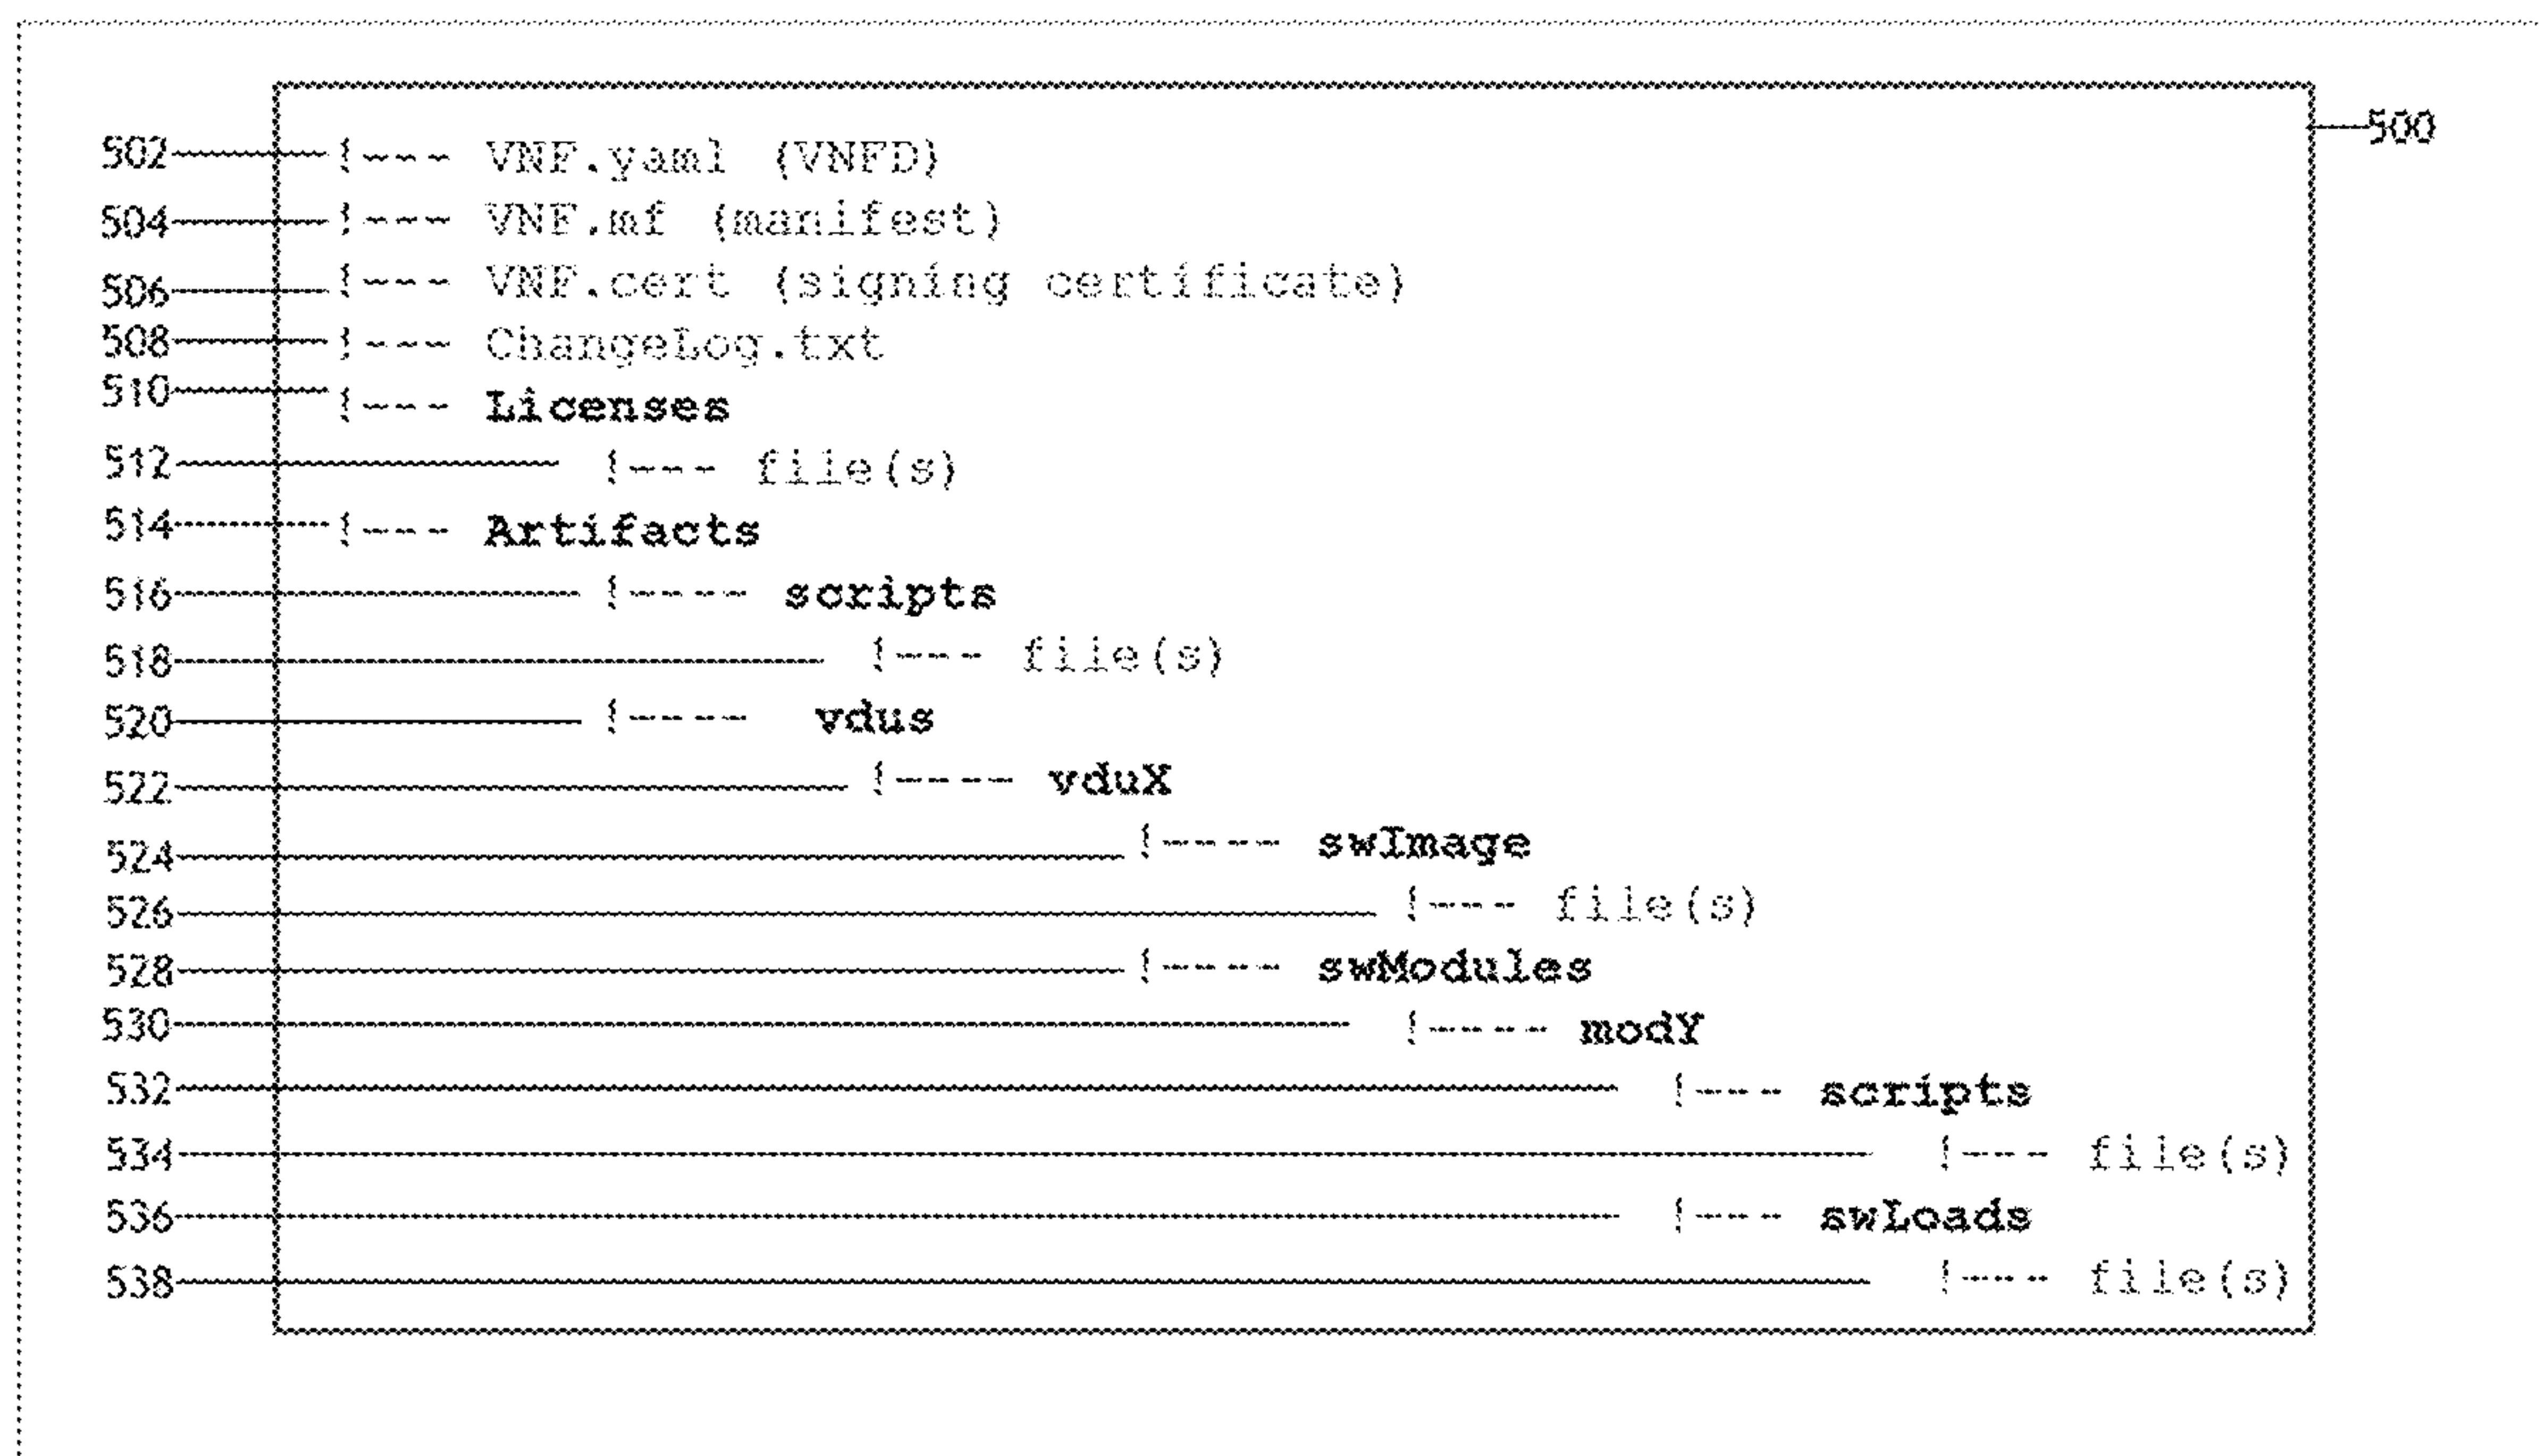 500
502 |--- VNF.yaml (VNFD)
504 |--- VNF.mf (manifest)
506 |--- VNF.cert (signing certificate)
508 |--- ChangeLog.txt
510 |--- Licenses
512 |--- file(s)
514 |--- Artifacts
516 |---- scripts
518 |--- file(s)
520 |---- vdus
522 |---- vduX
524 |---- swImage
526 |--- file(s)
528 |---- swModules
530 |---- modY
532 |--- scripts
534 |--- file(s)
536 |--- swLoads
538 |--- file(s)